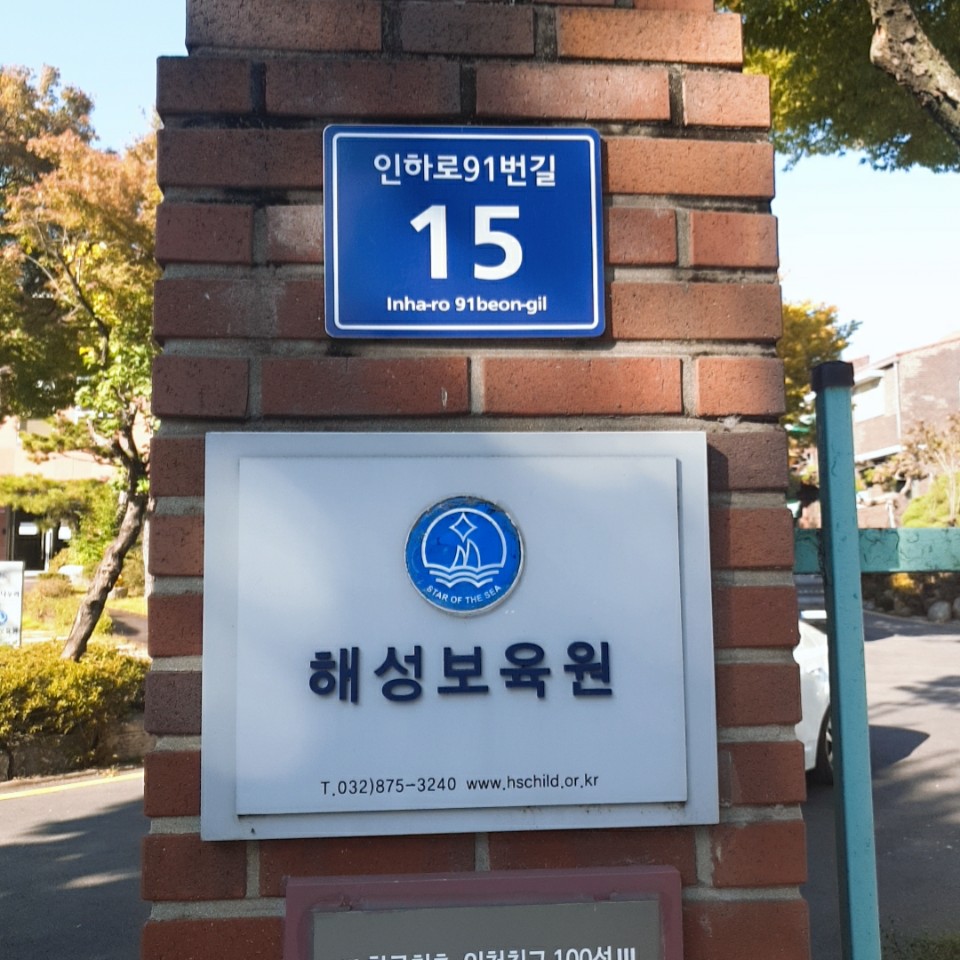 인하로91번길
15
Inha-ro 91beon-gil
STAR OF THE SEA
해성보육원
T.032)875-3240 www.hschild.or.kr